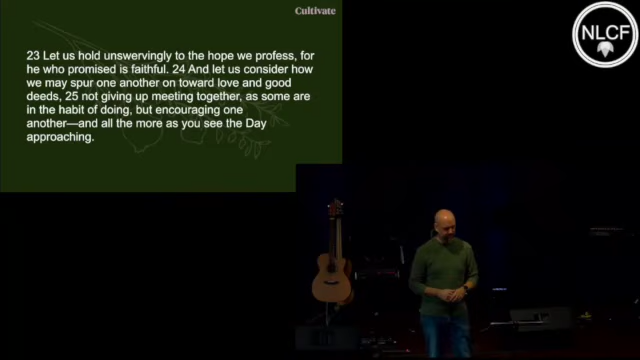 Cultivate
NLCF
23 Let us hold unswervingly to the hope we profess, for
he who promised is faithful. 24 And let us consider how
we may spur one another on toward love and good
deeds, 25 not giving up meeting together, as some are
in the habit of doing, but encouraging one
another—and all the more as you see the Day
approaching.